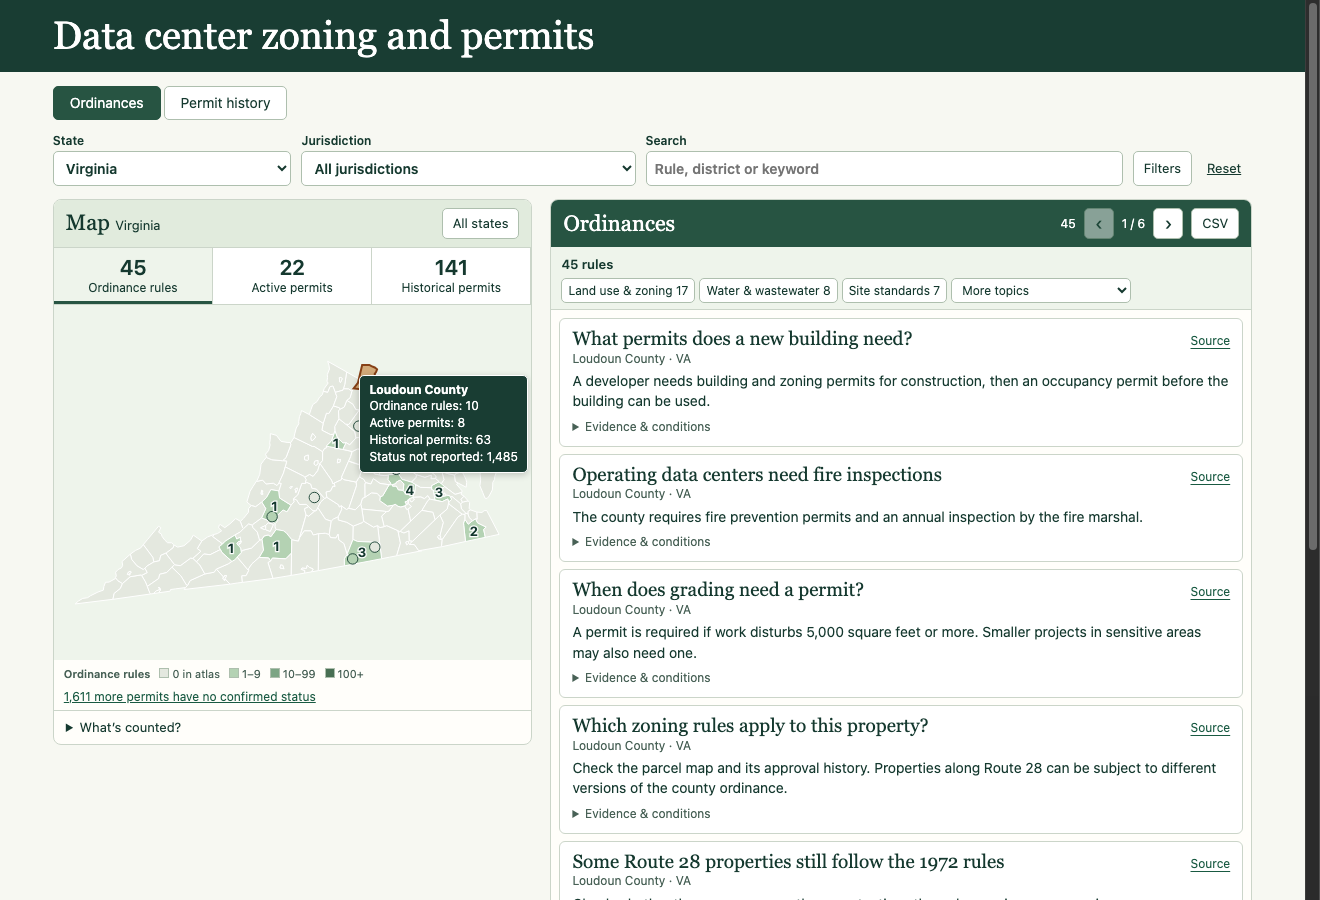 Data center zoning and permits
Ordinances
Permit history
State
Jurisdiction
Search
Virginia
All jurisdictions
Rule, district or keyword
Filters
Reset
Map Virginia
All states
45
Ordinance rules
22
Active permits
141
Historical permits
Loudoun County
Ordinance rules: 10
Active permits: 8
Historical permits: 63
Status not reported: 1,485
1
4
3
1
2
1
1
3
Ordinance rules
0 in atlas
1–9
10–99
100+
1,611 more permits have no confirmed status
What's counted?
Ordinances
45
‹
1 / 6
›
CSV
45 rules
Land use & zoning 17
Water & wastewater 8
Site standards 7
More topics
What permits does a new building need?
Source
Loudoun County · VA
A developer needs building and zoning permits for construction, then an occupancy permit before the
building can be used.
Evidence & conditions
Operating data centers need fire inspections
Source
Loudoun County · VA
The county requires fire prevention permits and an annual inspection by the fire marshal.
Evidence & conditions
When does grading need a permit?
Source
Loudoun County · VA
A permit is required if work disturbs 5,000 square feet or more. Smaller projects in sensitive areas
may also need one.
Evidence & conditions
Which zoning rules apply to this property?
Source
Loudoun County · VA
Check the parcel map and its approval history. Properties along Route 28 can be subject to different
versions of the county ordinance.
Evidence & conditions
Some Route 28 properties still follow the 1972 rules
Source
Loudoun County · VA